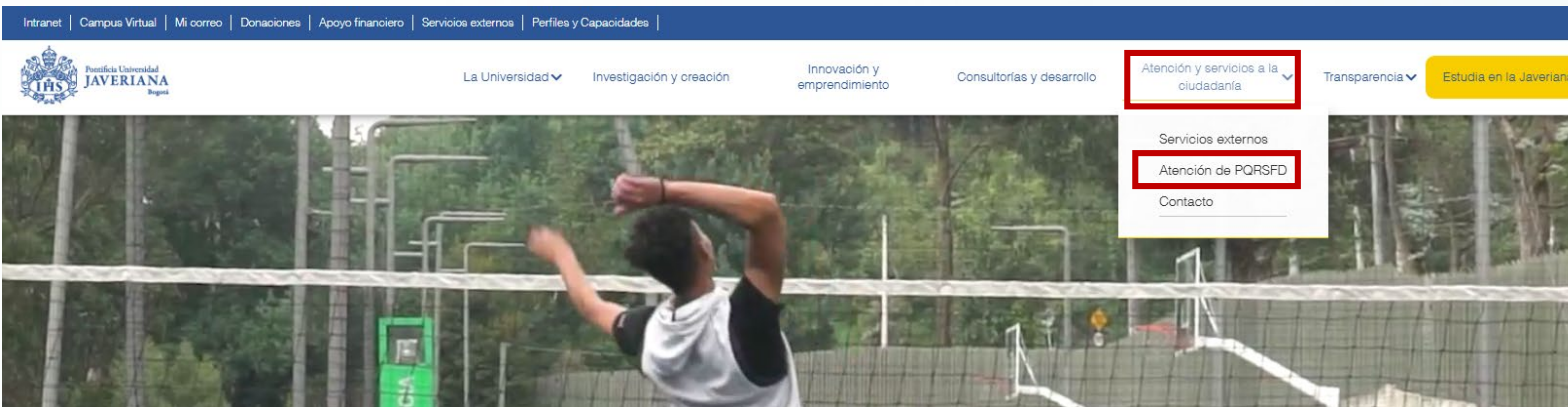 Intranet | Campus Virtual | Mi correo | Donaciones | Apoyo financiero | Servicios externos | Perfiles y Capacidades |
Pontificia Universidad
JAVERIANA
Bogotá
IHS
La Universidad
Investigación y creación
Innovación y
emprendimiento
Consultorías y desarrollo
Atención y servicios a la
ciudadanía
Transparencia
Estudia en la Javeriana
Servicios externos
Atención de PQRSFD
Contacto